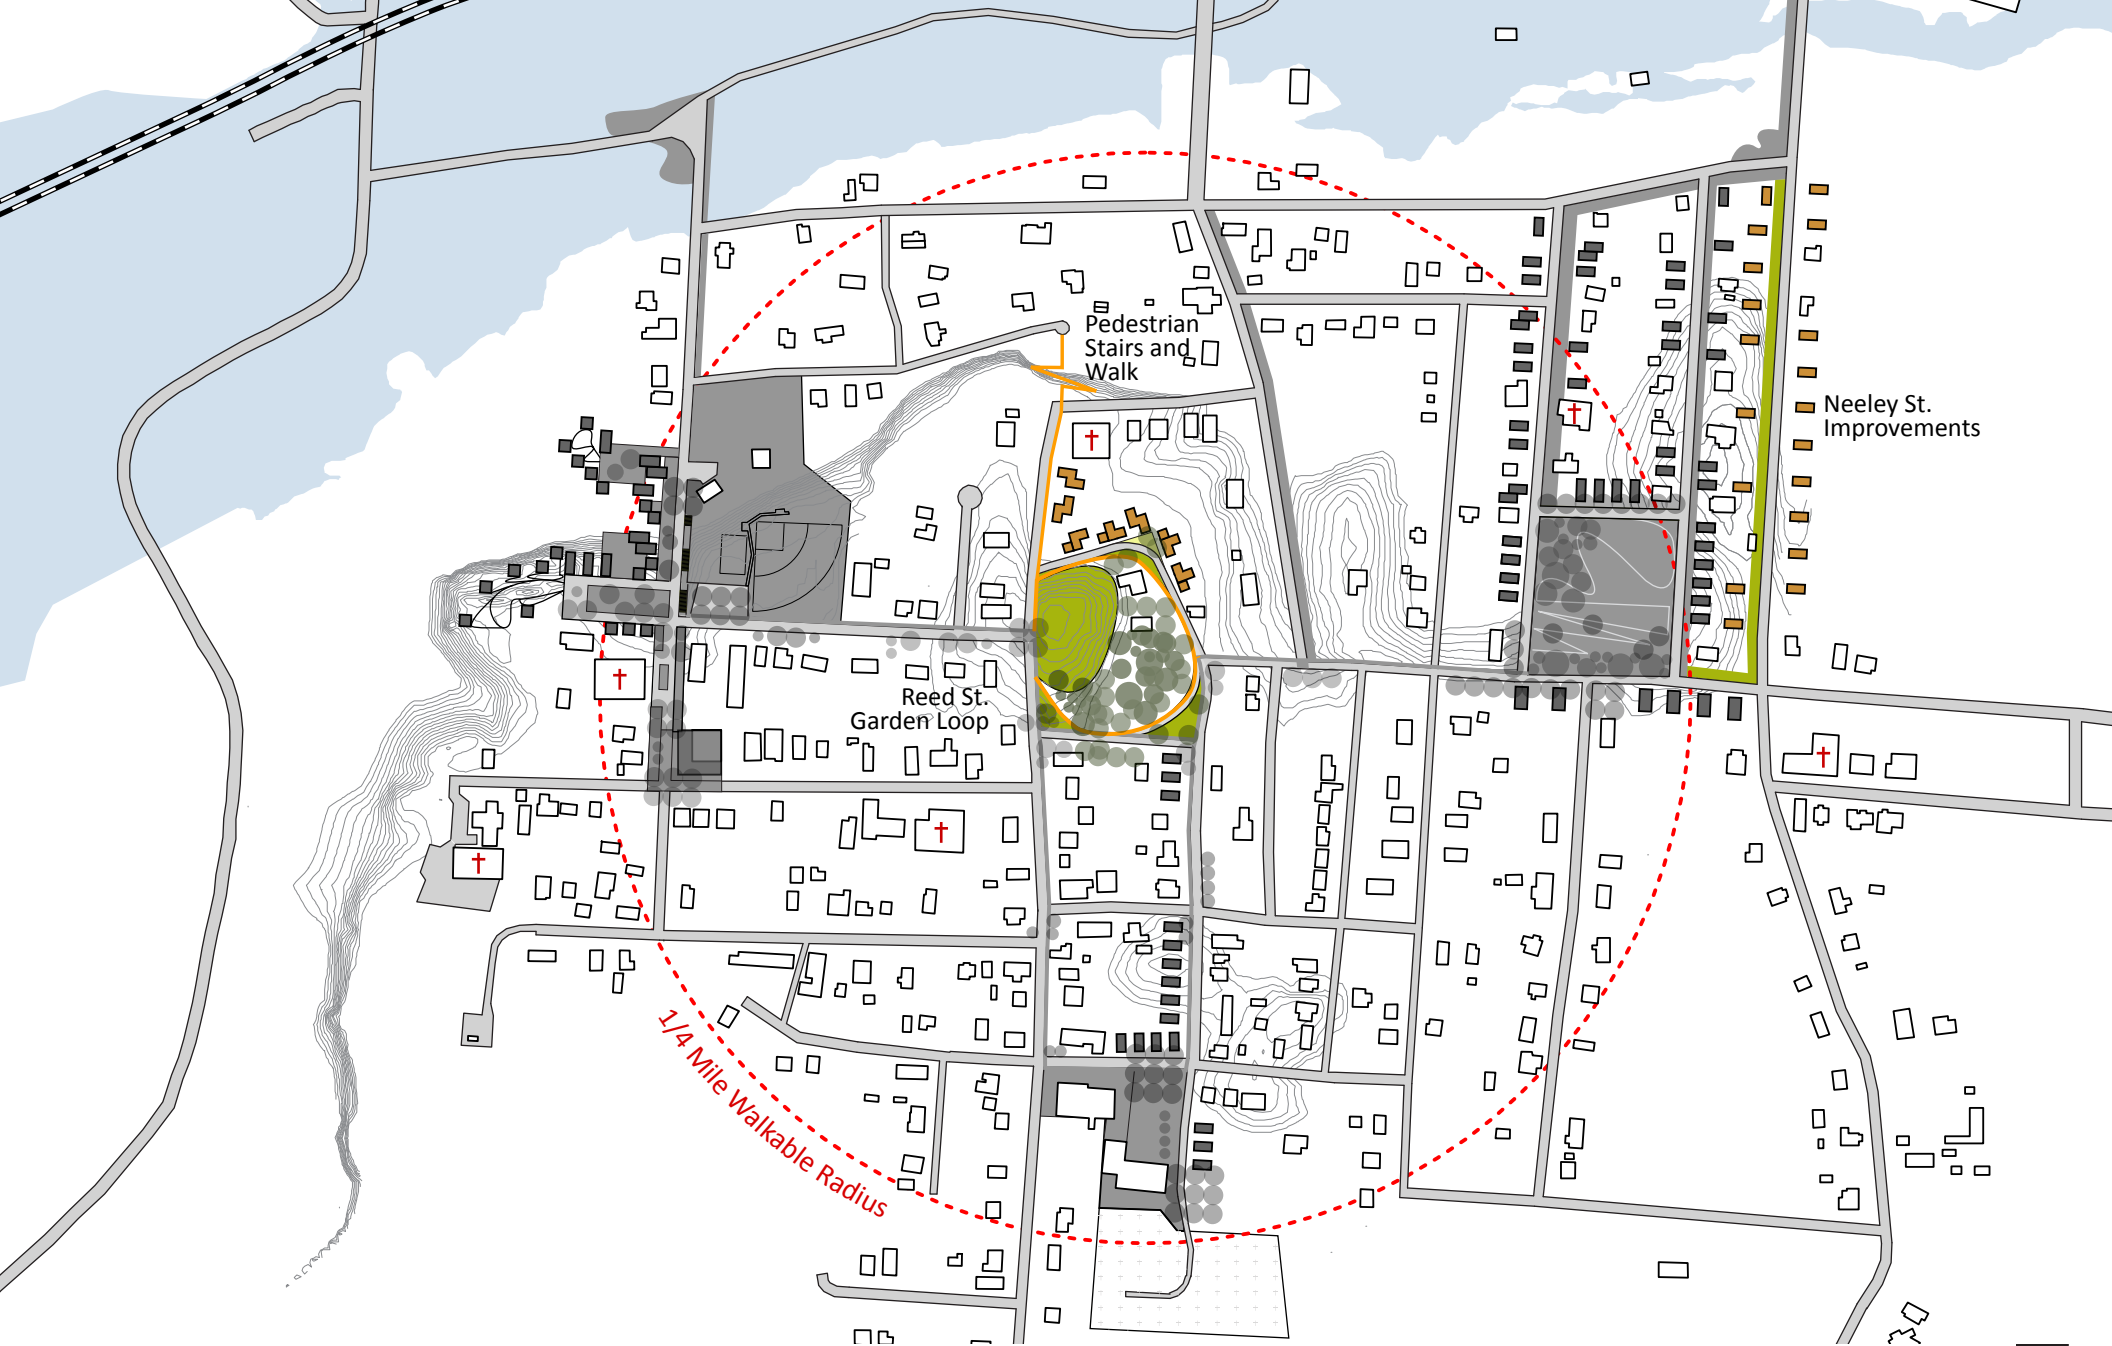 Pedestrian
Stairs and
Walk
Neeley St.
Improvements
Reed St.
Garden Loop
1/4 Mile Walkable Radius